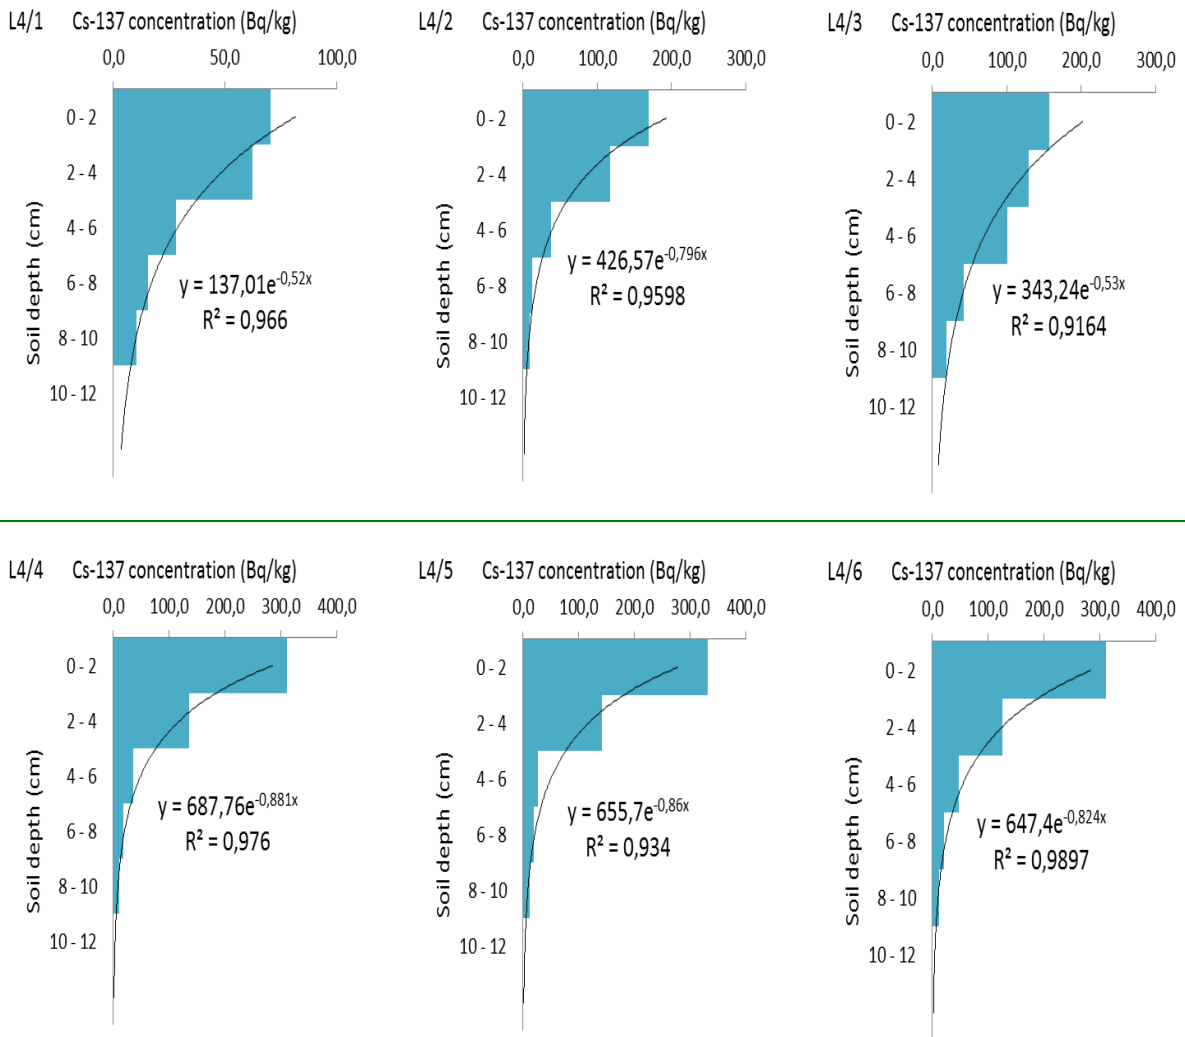 L4/1 Cs-137 concentration (Bq/kg)
0,0 50,0 100,0
0 - 2
2 - 4
4 - 6
6 - 8
8 - 10
10 - 12
Soil depth (cm)
y = 137,01e^-0,52x
R² = 0,966
L4/2 Cs-137 concentration (Bq/kg)
0,0 100,0 200,0 300,0
0 - 2
2 - 4
4 - 6
6 - 8
8 - 10
10 - 12
Soil depth (cm)
y = 426,57e^-0,796x
R² = 0,9598
L4/3 Cs-137 concentration (Bq/kg)
0,0 100,0 200,0 300,0
0 - 2
2 - 4
4 - 6
6 - 8
8 - 10
10 - 12
Soil depth (cm)
y = 343,24e^-0,53x
R² = 0,9164
L4/4 Cs-137 concentration (Bq/kg)
0,0 100,0 200,0 300,0 400,0
0 - 2
2 - 4
4 - 6
6 - 8
8 - 10
10 - 12
Soil depth (cm)
y = 687,76e^-0,881x
R² = 0,976
L4/5 Cs-137 concentration (Bq/kg)
0,0 100,0 200,0 300,0 400,0
0 - 2
2 - 4
4 - 6
6 - 8
8 - 10
10 - 12
Soil depth (cm)
y = 655,7e^-0,86x
R² = 0,934
L4/6 Cs-137 concentration (Bq/kg)
0,0 100,0 200,0 300,0 400,0
0 - 2
2 - 4
4 - 6
6 - 8
8 - 10
10 - 12
Soil depth (cm)
y = 647,4e^-0,824x
R² = 0,9897